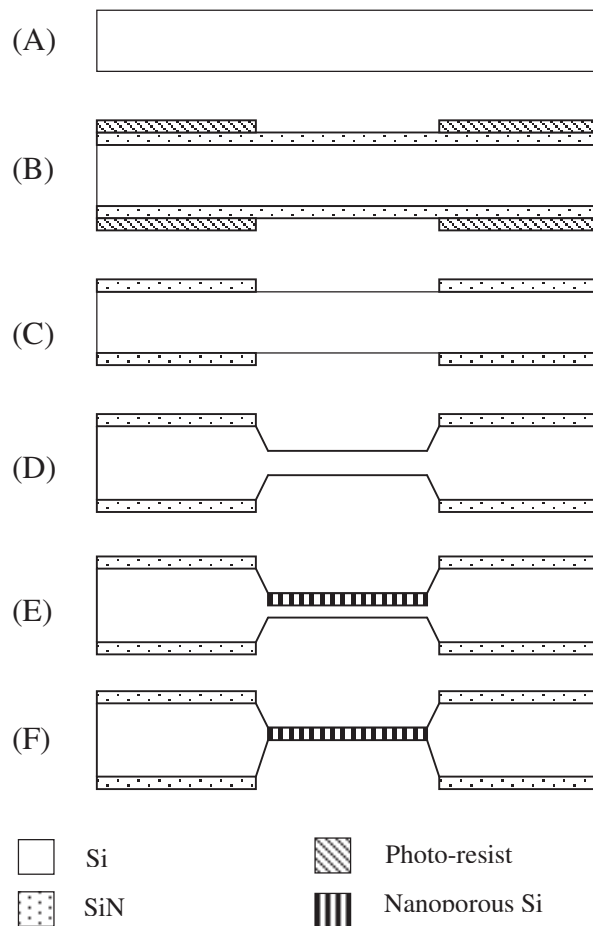 (A)
(B)
(C)
(D)
(E)
(F)
Si
Photo-resist
SiN
Nanoporous Si